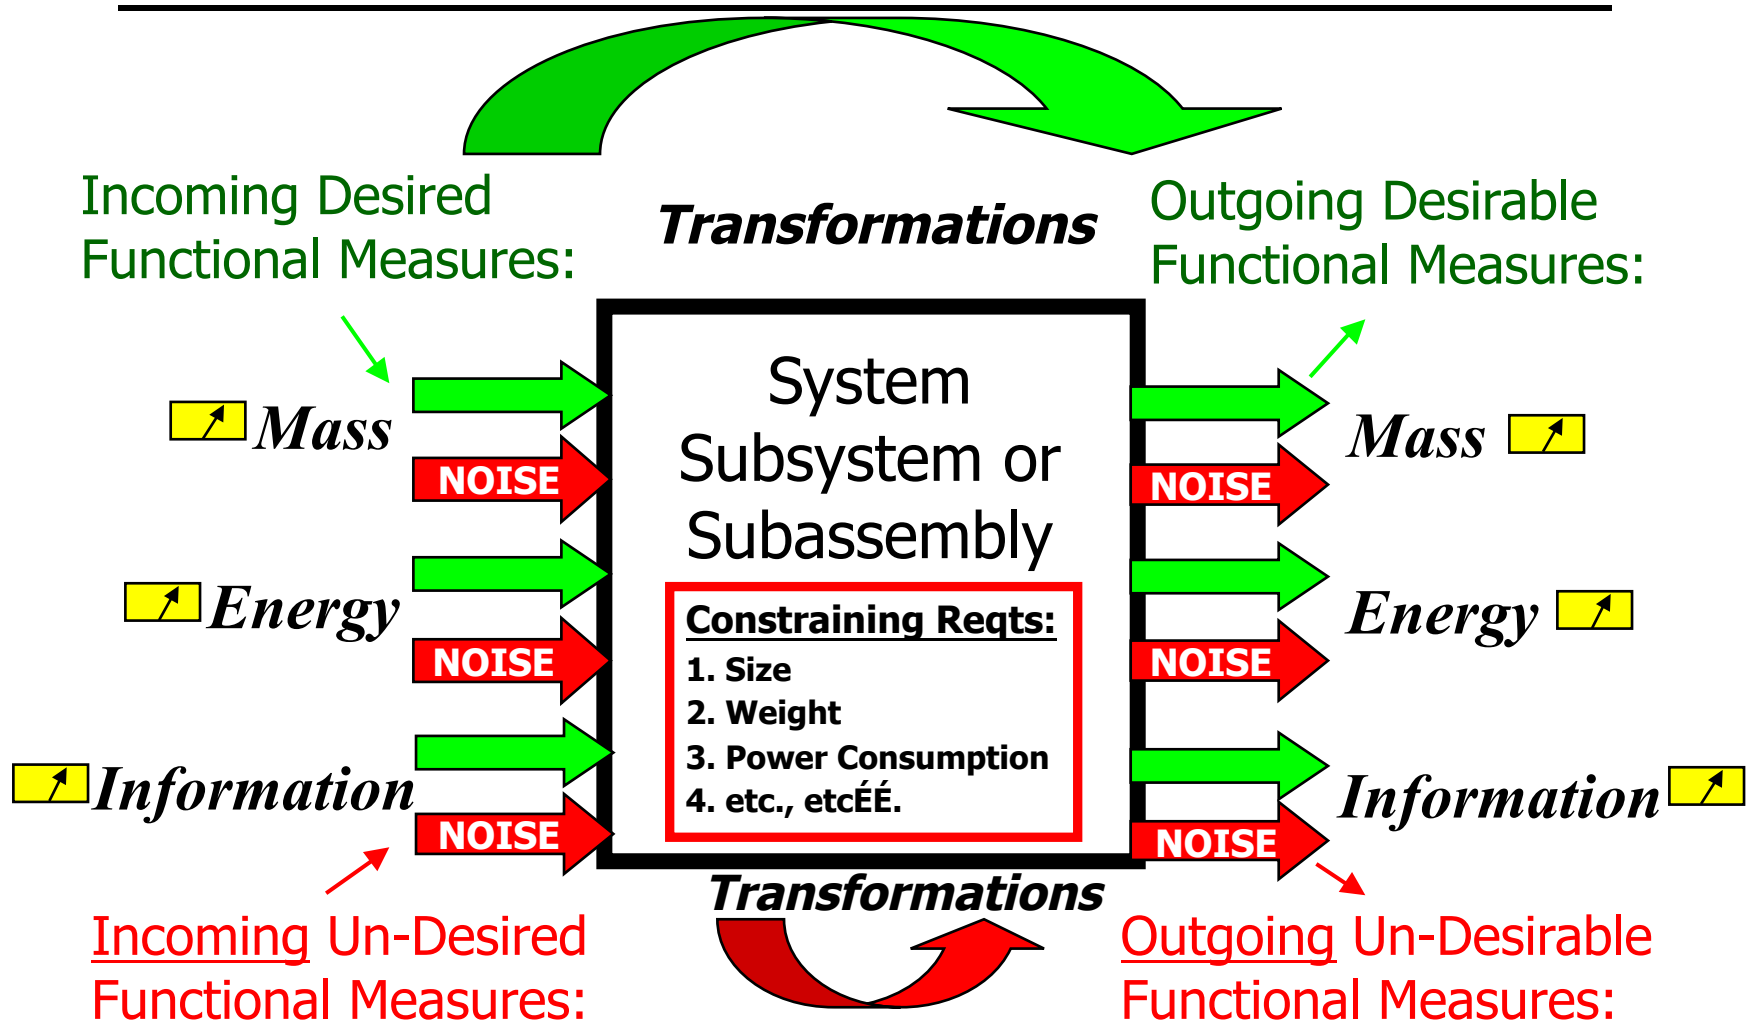 Incoming Desired
Functional Measures:
Transformations
Outgoing Desirable
Functional Measures:
Mass
NOISE
Energy
NOISE
Information
NOISE
System
Subsystem or
Subassembly
Constraining Reqts:
1. Size
2. Weight
3. Power Consumption
4. etc., etcÉÉ.
Mass
NOISE
Energy
NOISE
Information
NOISE
Transformations
Incoming Un-Desired
Functional Measures:
Outgoing Un-Desirable
Functional Measures: